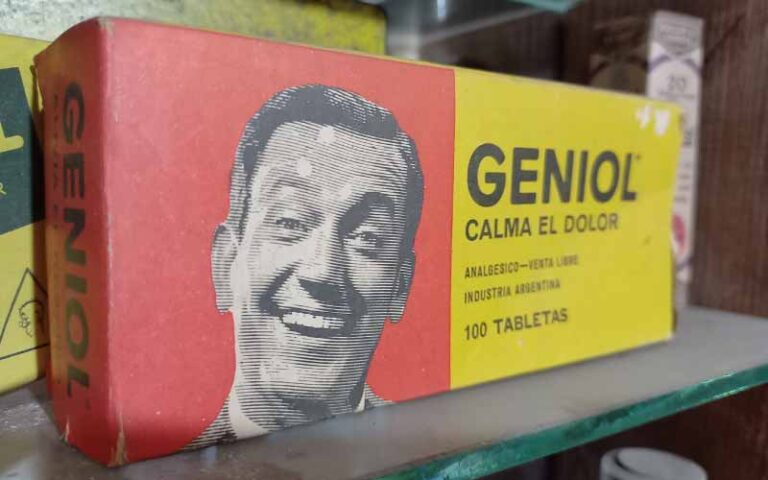 GENIOL
GENIOL
CALMA EL DOLOR
ANALGESICO—VENTA LIBRE
INDUSTRIA ARGENTINA
100 TABLETAS